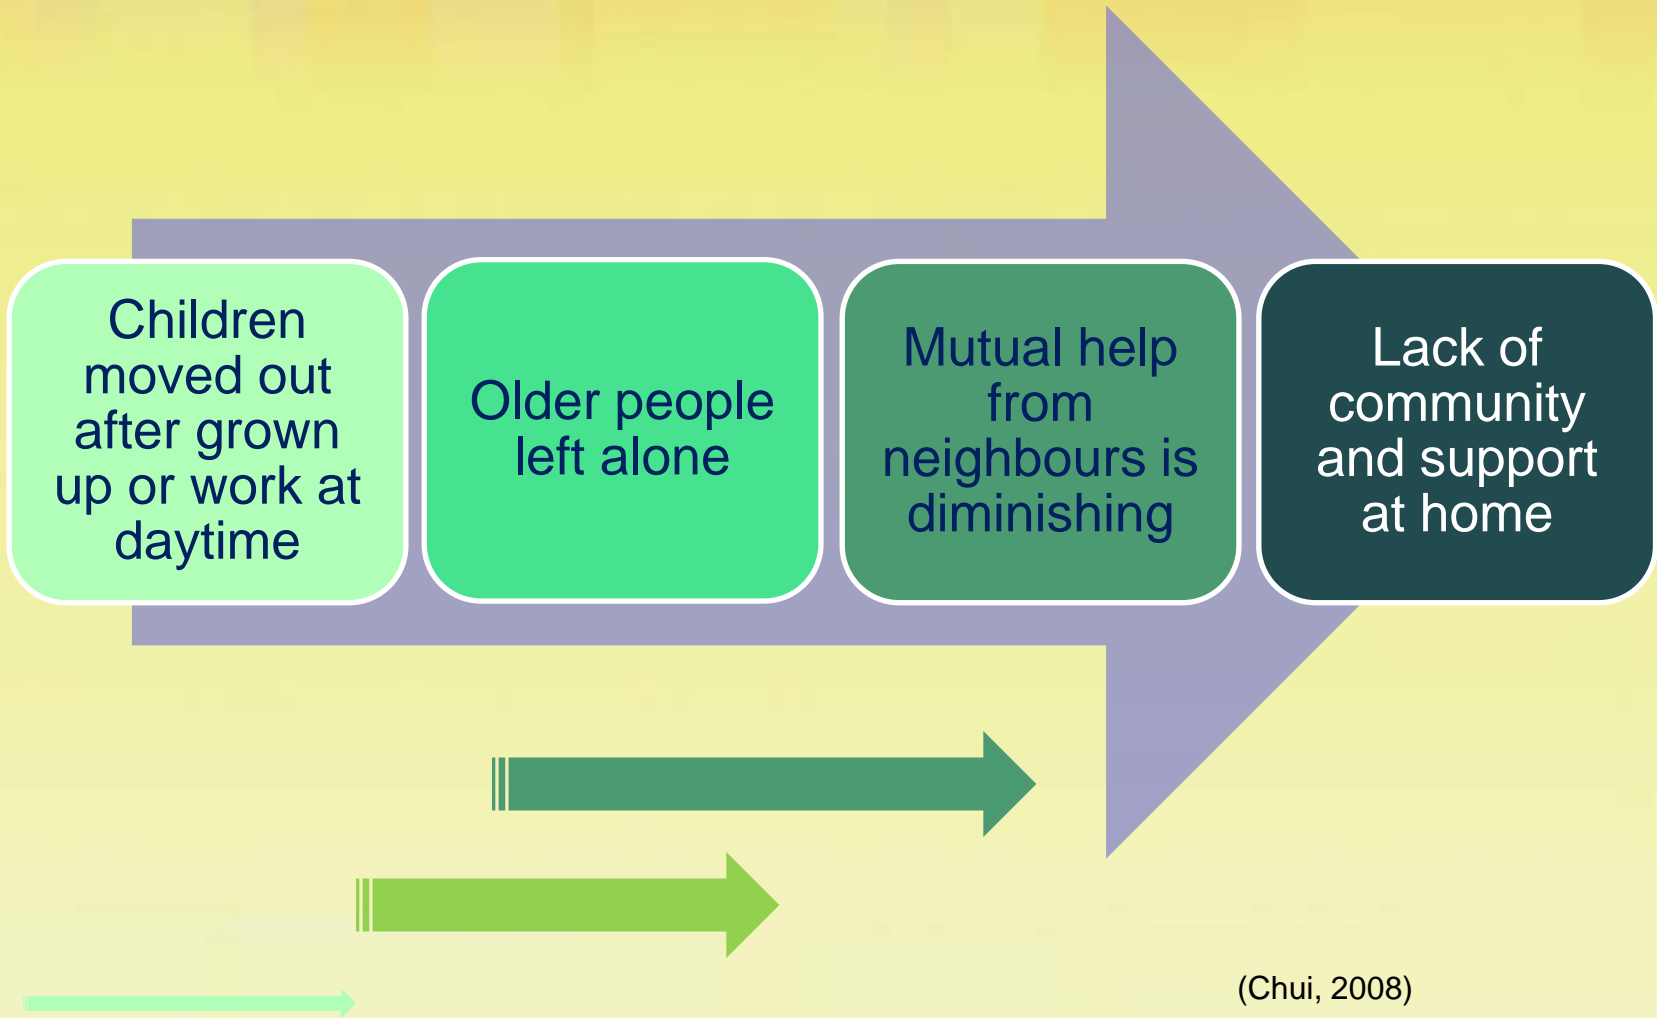 Children
moved out
after grown
up or work at
daytime
Older people
left alone
Mutual help
from
neighbours is
diminishing
Lack of
community
and support
at home
(Chui, 2008)